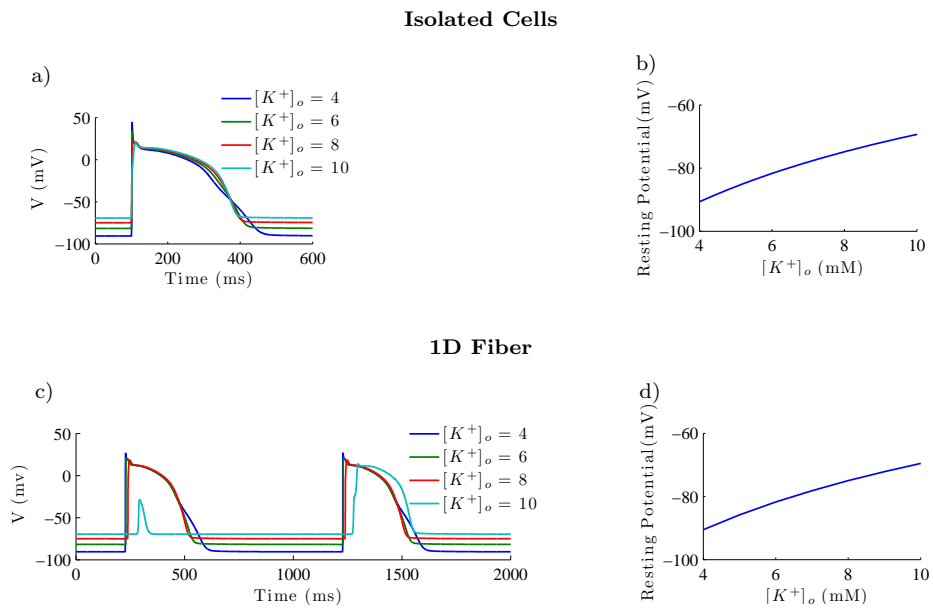 Isolated Cells
a)
[K⁺]ₒ = 4
[K⁺]ₒ = 6
[K⁺]ₒ = 8
[K⁺]ₒ = 10
50
0
−50
−100
V (mV)
0 200 400 600
Time (ms)
b)
−60
−80
−100
Resting Potential(mV)
4 6 8 10
[K⁺]ₒ (mM)
1D Fiber
c)
[K⁺]ₒ = 4
[K⁺]ₒ = 6
[K⁺]ₒ = 8
[K⁺]ₒ = 10
50
0
−50
−100
V (mv)
0 500 1000 1500 2000
Time (ms)
d)
−60
−80
−100
Resting Potential(mV)
4 6 8 10
[K⁺]ₒ (mM)